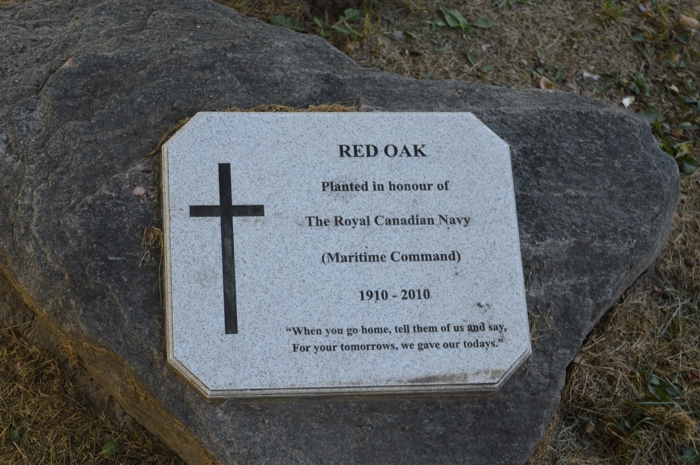 RED OAK
Planted in honour of
The Royal Canadian Navy
(Maritime Command)
1910 - 2010
“When you go home, tell them of us and say,
For your tomorrows, we gave our todays.”